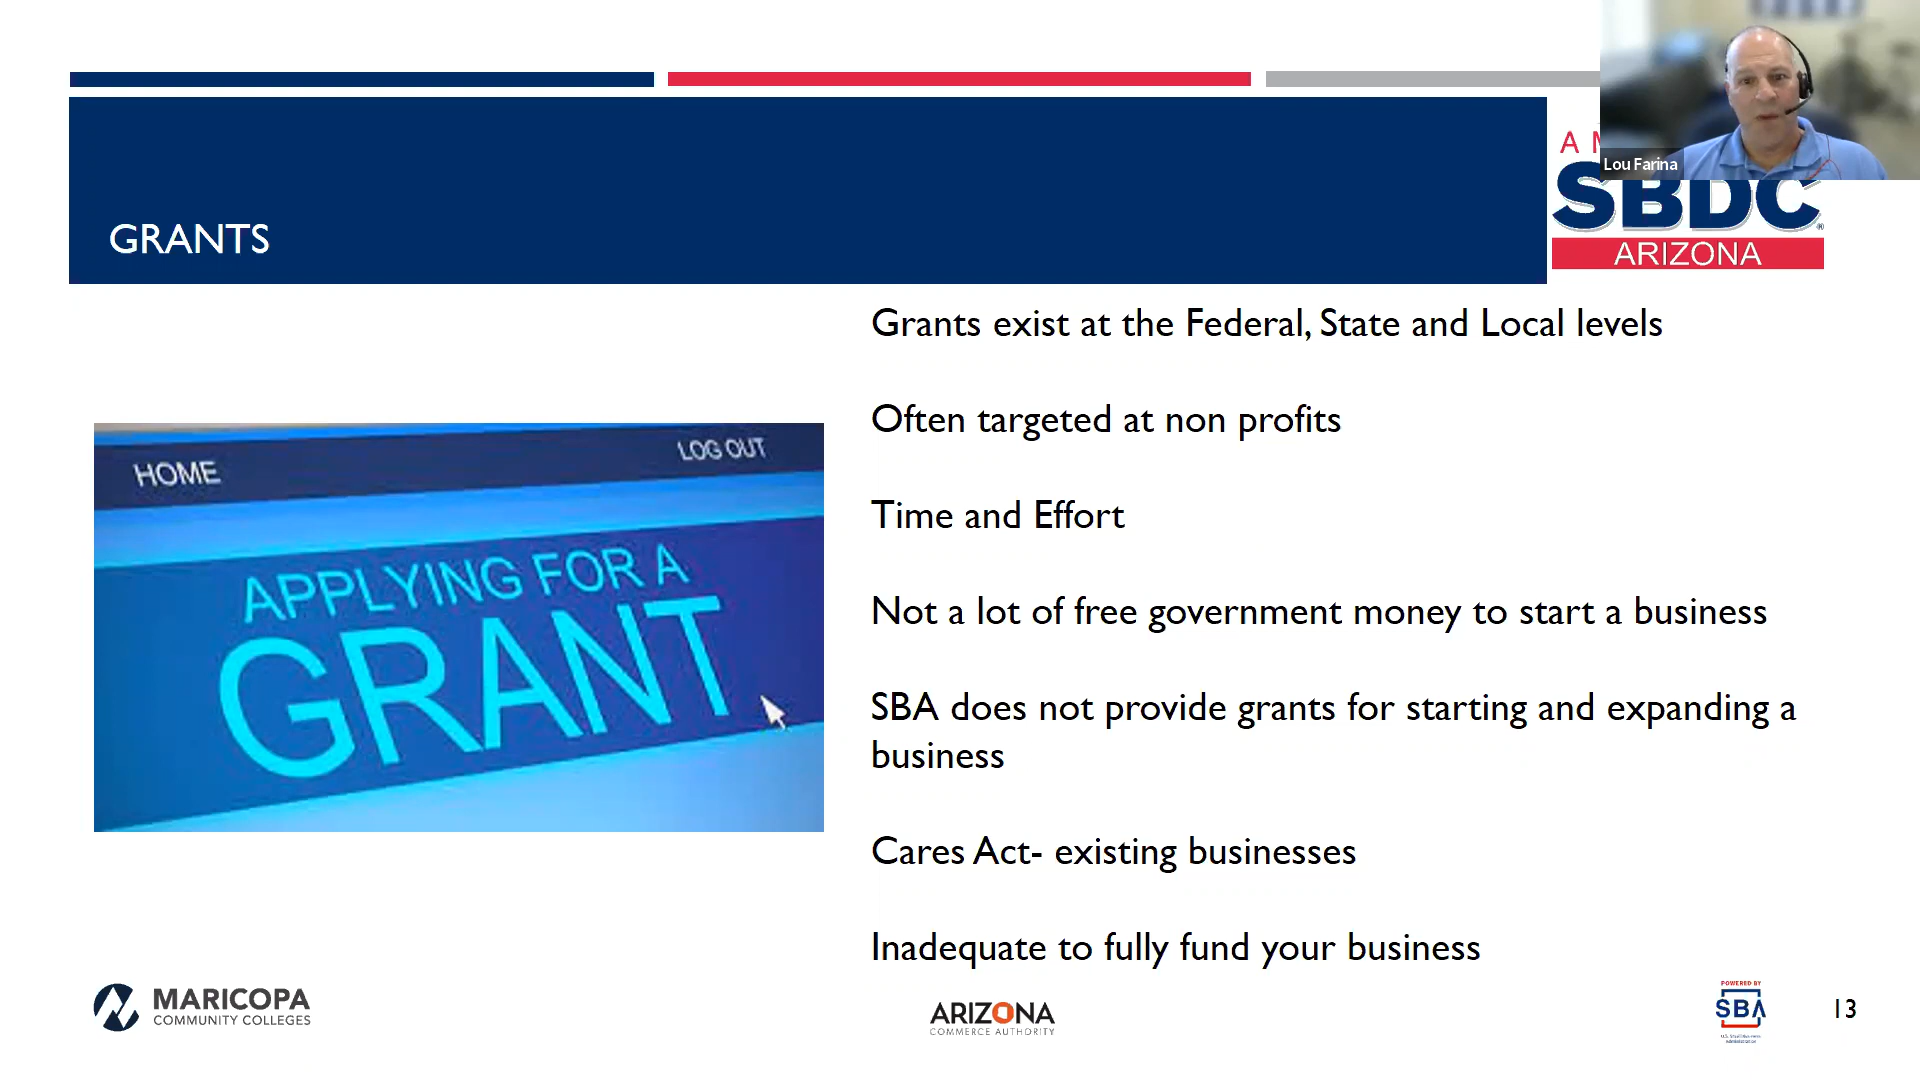 Lou Farina
A
SBDC
ARIZONA
GRANTS
Grants exist at the Federal, State and Local levels
Often targeted at non profits
Time and Effort
Not a lot of free government money to start a business
SBA does not provide grants for starting and expanding a
business
Cares Act- existing businesses
Inadequate to fully fund your business
HOME
LOG OUT
APPLYING FOR A
GRANT
MARICOPA
COMMUNITY COLLEGES
ARIZONA
COMMERCE AUTHORITY
POWERED BY
SBA
U.S. Small Business
Administration
13